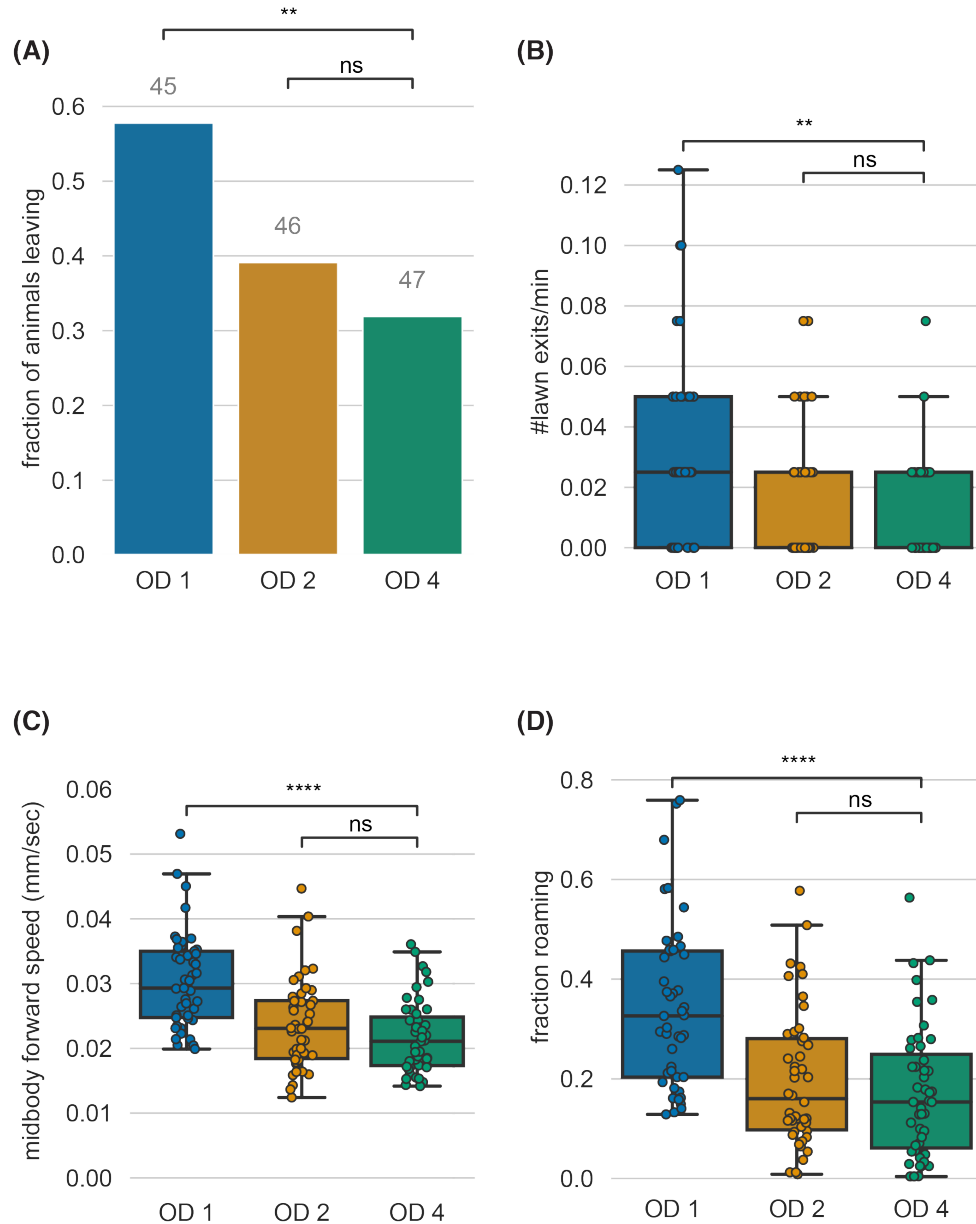 (A)
**
ns
45
46
47
0.6
0.5
0.4
0.3
0.2
0.1
0.0
fraction of animals leaving
OD 1
OD 2
OD 4
(B)
**
ns
0.12
0.10
0.08
0.06
0.04
0.02
0.00
#lawn exits/min
OD 1
OD 2
OD 4
(C)
****
ns
0.06
0.05
0.04
0.03
0.02
0.01
0.00
midbody forward speed (mm/sec)
OD 1
OD 2
OD 4
(D)
****
ns
0.8
0.6
0.4
0.2
0.0
fraction roaming
OD 1
OD 2
OD 4